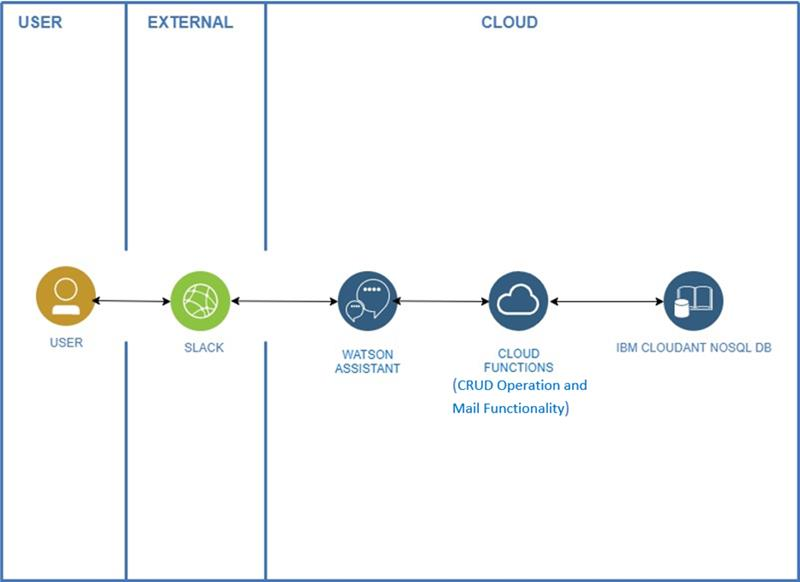 USER
EXTERNAL
CLOUD
USER
SLACK
WATSON
ASSISTANT
CLOUD
FUNCTIONS
(CRUD Operation and
Mail Functionality)
IBM CLOUDANT NOSQL DB